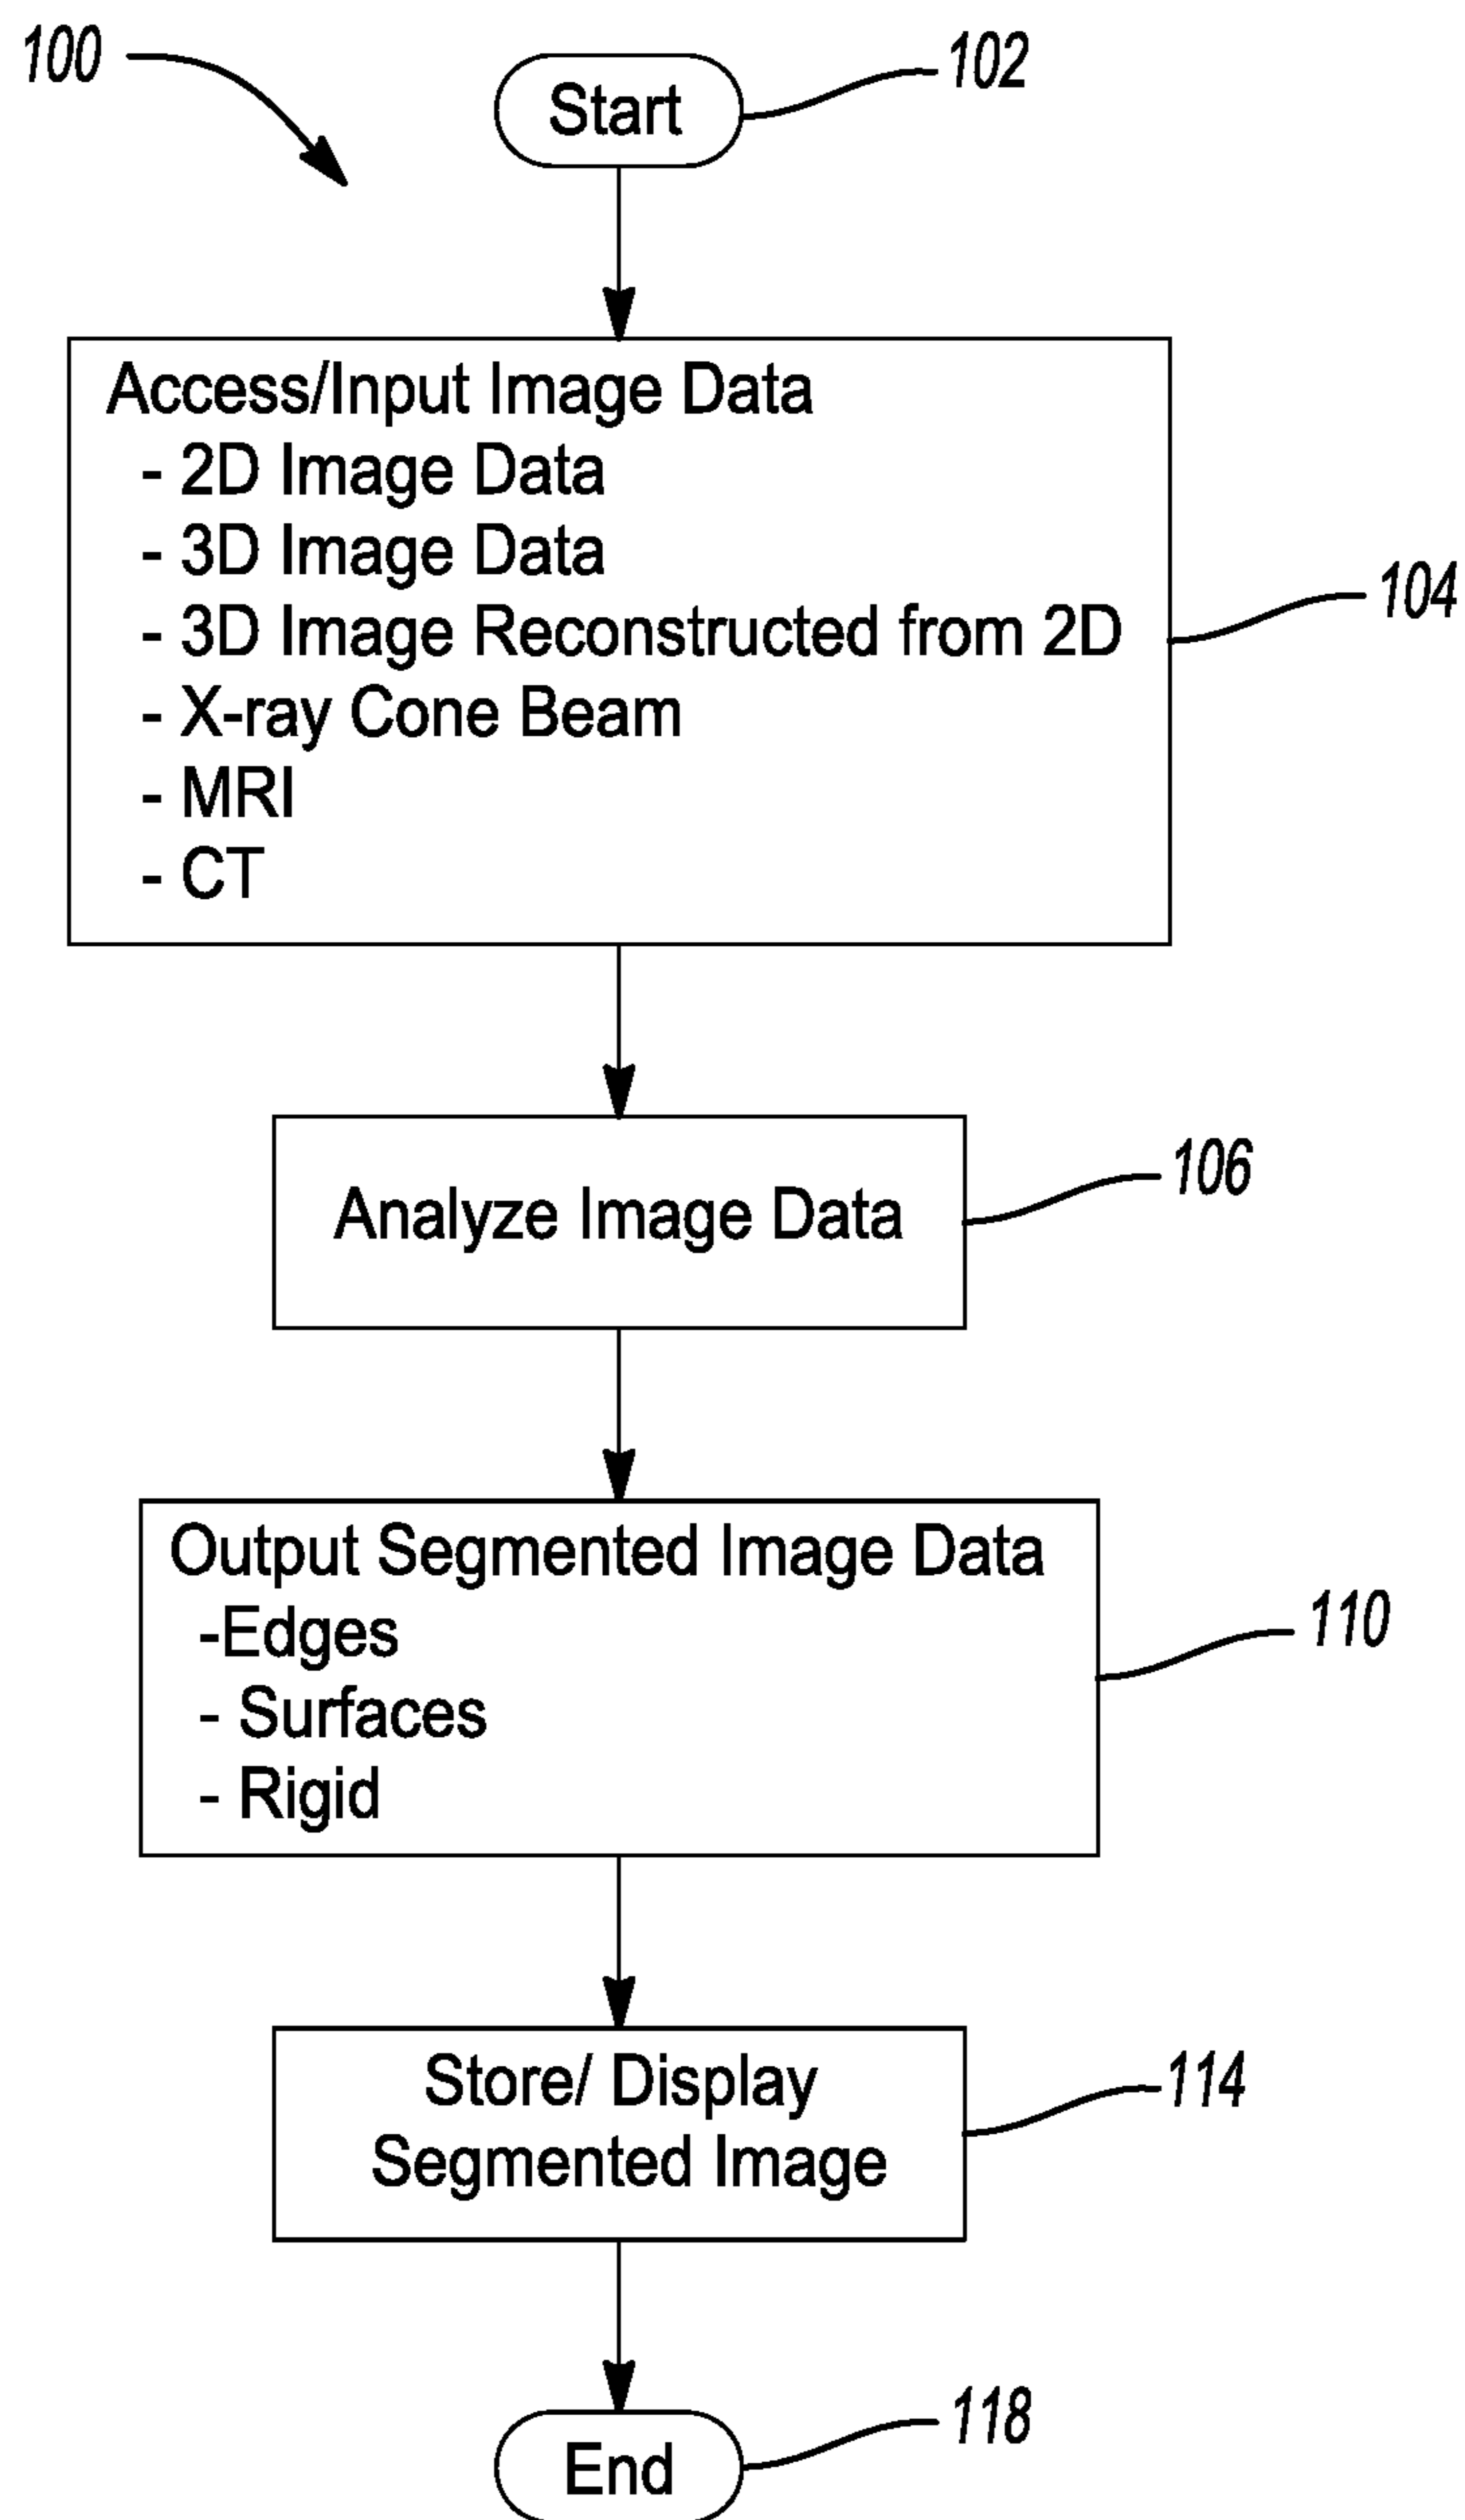 100
Start
102
Access/Input Image Data
- 2D Image Data
- 3D Image Data
- 3D Image Reconstructed from 2D
- X-ray Cone Beam
- MRI
- CT
104
Analyze Image Data
106
Output Segmented Image Data
-Edges
- Surfaces
- Rigid
110
Store/ Display
Segmented Image
114
End
118